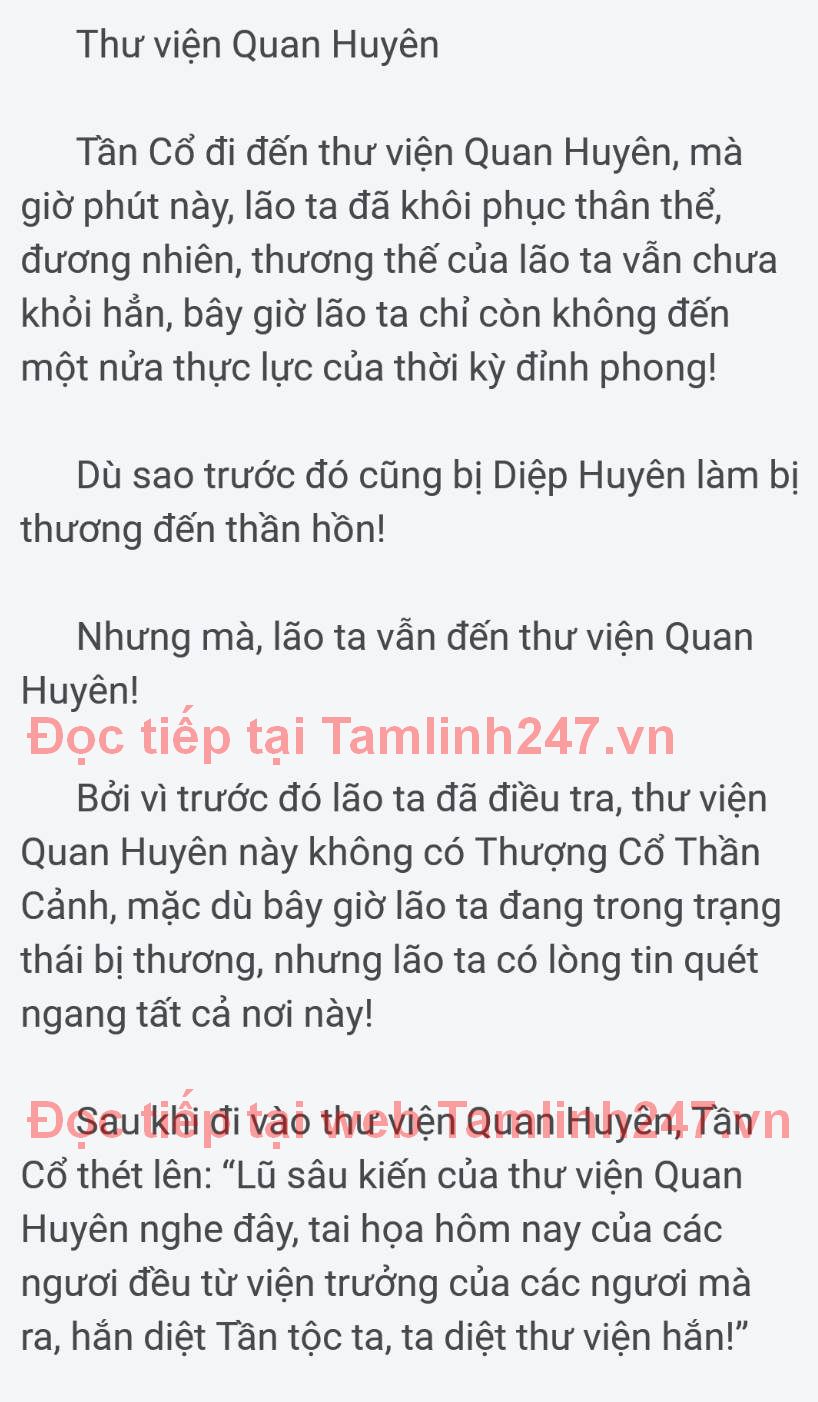 Thư viện Quan Huyên
Tần Cổ đi đến thư viện Quan Huyên, mà
giờ phút này, lão ta đã khôi phục thân thể,
đương nhiên, thương thế của lão ta vẫn chưa
khỏi hẳn, bây giờ lão ta chỉ còn không đến
một nửa thực lực của thời kỳ đỉnh phong!
Dù sao trước đó cũng bị Diệp Huyên làm bị
thương đến thần hồn!
Nhưng mà, lão ta vẫn đến thư viện Quan
Huyên!
Đọc tiếp tại Tamlinh247.vn
Bởi vì trước đó lão ta đã điều tra, thư viện
Quan Huyên này không có Thượng Cổ Thần
Cảnh, mặc dù bây giờ lão ta đang trong trạng
thái bị thương, nhưng lão ta có lòng tin quét
ngang tất cả nơi này!
Đọc tiếp tại web Tamlinh247.vn
Sau khi đi vào thư viện Quan Huyên, Tần
Cổ thét lên: “Lũ sâu kiến của thư viện Quan
Huyên nghe đây, tai họa hôm nay của các
ngươi đều từ viện trưởng của các ngươi mà
ra, hắn diệt Tần tộc ta, ta diệt thư viện hắn!”